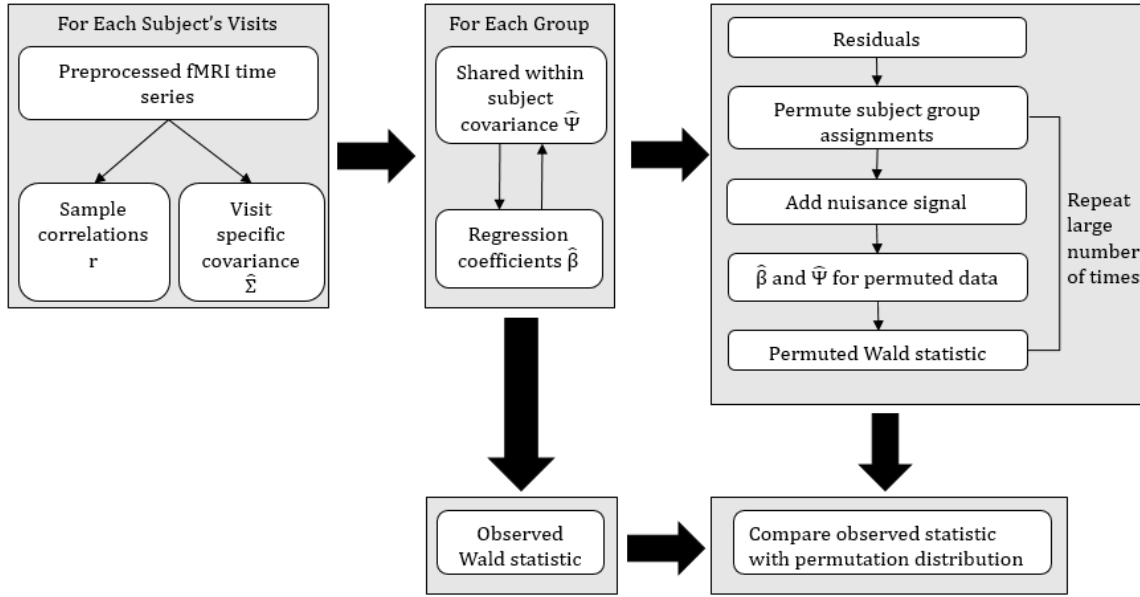 For Each Subject's Visits
Preprocessed fMRI time
series
Sample
correlations
r
Visit
specific
covariance
Σ̂
For Each Group
Shared within
subject
covariance Ψ̂
Regression
coefficients β̂
Residuals
Permute subject group
assignments
Add nuisance signal
β̂ and Ψ̂ for permuted data
Permuted Wald statistic
Repeat
large
number
of times
Observed
Wald statistic
Compare observed statistic
with permutation distribution